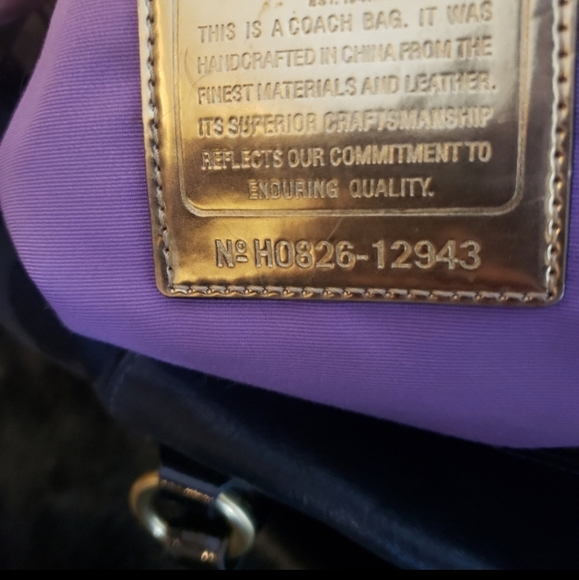 THIS IS A COACH BAG. IT WAS
HANDCRAFTED IN CHINA FROM THE
FINEST MATERIALS AND LEATHER.
ITS SUPERIOR CRAFTSMANSHIP
REFLECTS OUR COMMITMENT TO
ENDURING QUALITY.
Nº H0826-12943